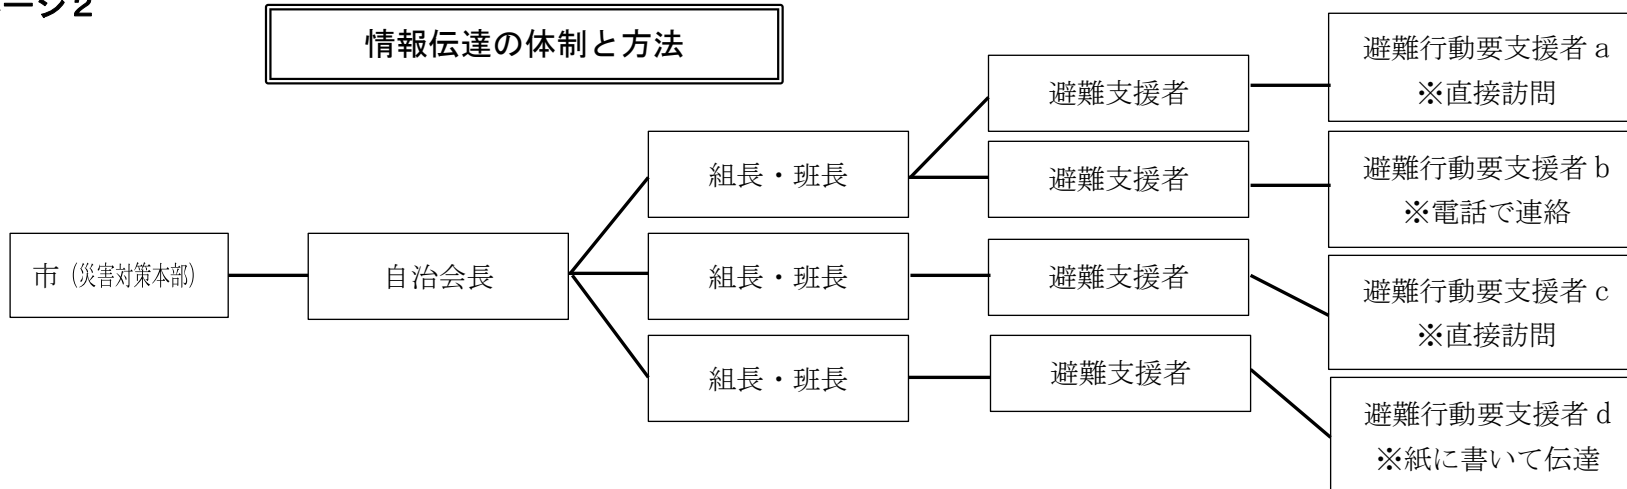 ージ２
情報伝達の体制と方法
市（災害対策本部）
自治会長
組長・班長
組長・班長
組長・班長
避難支援者
避難支援者
避難支援者
避難支援者
避難行動要支援者 a
※直接訪問
避難行動要支援者 b
※電話で連絡
避難行動要支援者 c
※直接訪問
避難行動要支援者 d
※紙に書いて伝達